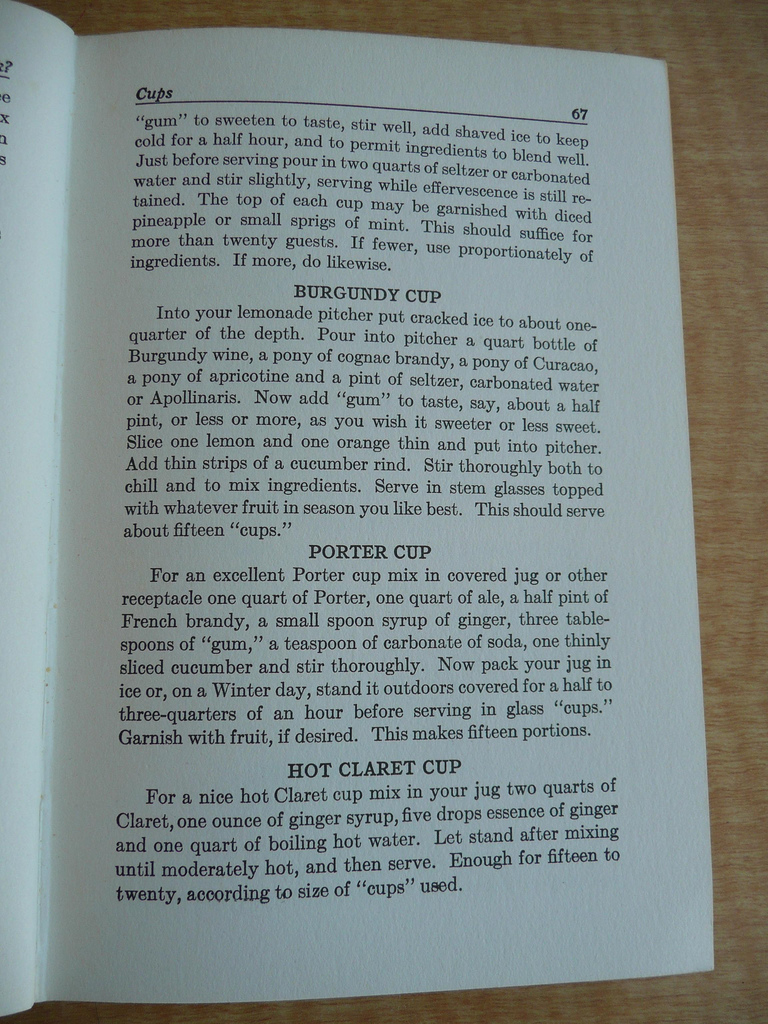 Cups
67
"gum" to sweeten to taste, stir well, add shaved ice to keep
cold for a half hour, and to permit ingredients to blend well.
Just before serving pour in two quarts of seltzer or carbonated
water and stir slightly, serving while effervescence is still re-
tained. The top of each cup may be garnished with diced
pineapple or small sprigs of mint. This should suffice for
more than twenty guests. If fewer, use proportionately of
ingredients. If more, do likewise.
BURGUNDY CUP
Into your lemonade pitcher put cracked ice to about one-
quarter of the depth. Pour into pitcher a quart bottle of
Burgundy wine, a pony of cognac brandy, a pony of Curacao,
a pony of apricotine and a pint of seltzer, carbonated water
or Apollinaris. Now add "gum" to taste, say, about a half
pint, or less or more, as you wish it sweeter or less sweet.
Slice one lemon and one orange thin and put into pitcher.
Add thin strips of a cucumber rind. Stir thoroughly both to
chill and to mix ingredients. Serve in stem glasses topped
with whatever fruit in season you like best. This should serve
about fifteen "cups."
PORTER CUP
For an excellent Porter cup mix in covered jug or other
receptacle one quart of Porter, one quart of ale, a half pint of
French brandy, a small spoon syrup of ginger, three table-
spoons of "gum," a teaspoon of carbonate of soda, one thinly
sliced cucumber and stir thoroughly. Now pack your jug in
ice or, on a Winter day, stand it outdoors covered for a half to
three-quarters of an hour before serving in glass "cups."
Garnish with fruit, if desired. This makes fifteen portions.
HOT CLARET CUP
For a nice hot Claret cup mix in your jug two quarts of
Claret, one ounce of ginger syrup, five drops essence of ginger
and one quart of boiling hot water. Let stand after mixing
until moderately hot, and then serve. Enough for fifteen to
twenty, according to size of "cups" used.